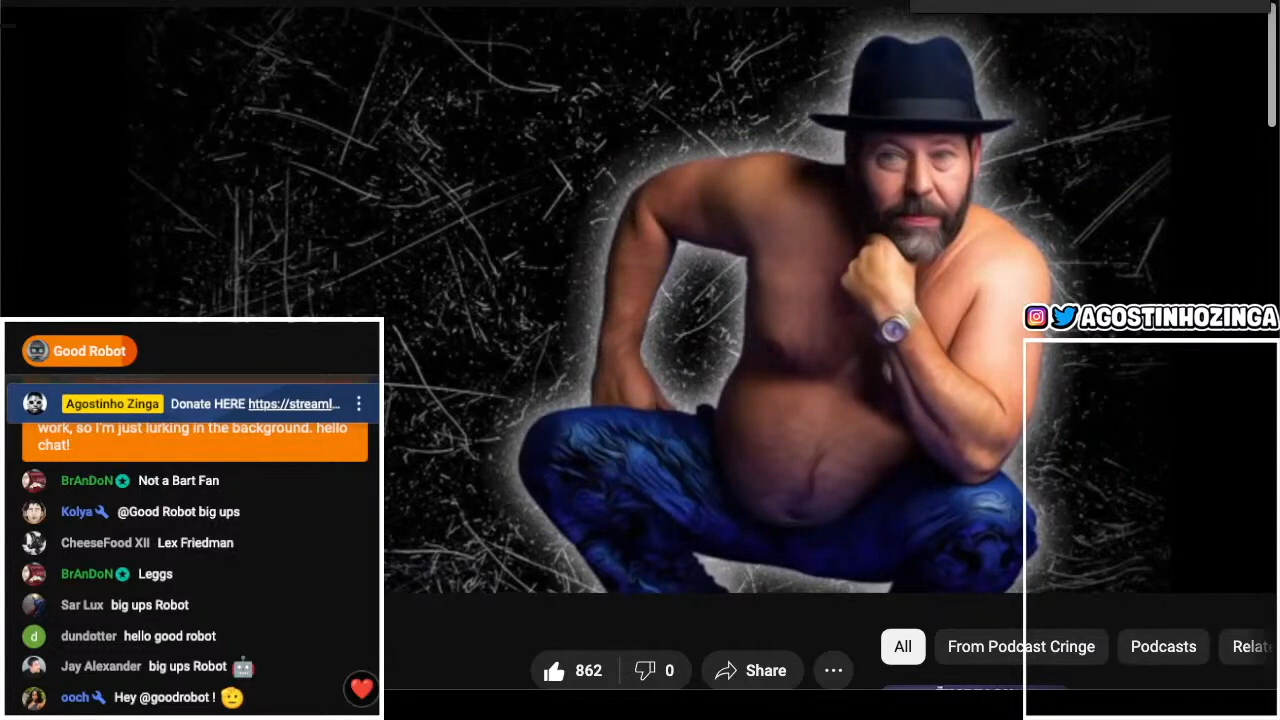 AGOSTINHOZINGA
Good Robot
Agostinho Zinga Donate HERE https://streaml...
work, so I'm just lurking in the background. hello
chat!
BrAnDoN Not a Bart Fan
Kolya @Good Robot big ups
CheeseFood XII Lex Friedman
BrAnDoN Leggs
Sar Lux big ups Robot
d dundotter hello good robot
Jay Alexander big ups Robot
ooch Hey @goodrobot !
862 0 Share
All From Podcast Cringe Podcasts Relate